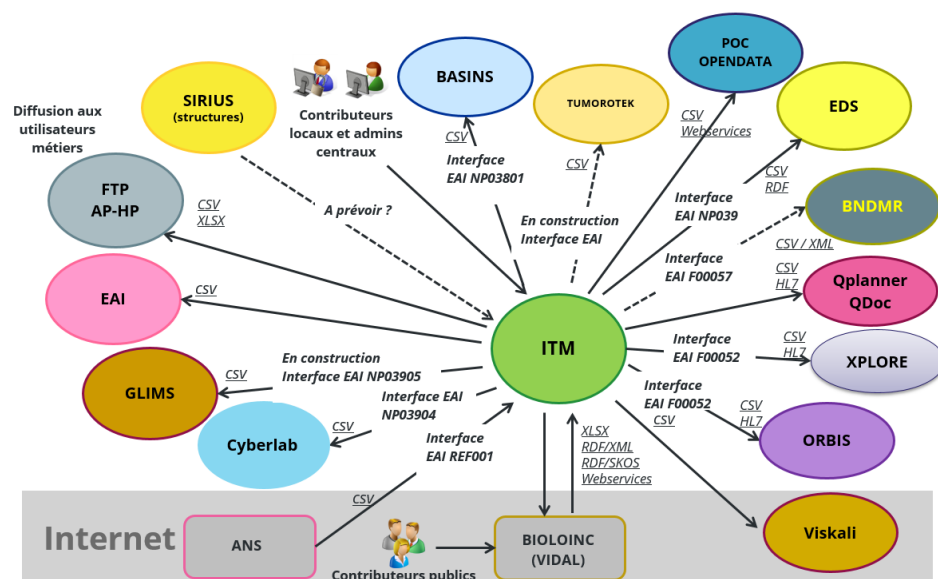 POC
OPENDATA
BASINS
SIRIUS
(structures)
TUMOROTEK
EDS
Diffusion aux
utilisateurs
métiers
Contributeurs
locaux et admins
centraux
CSV
Webservices
CSV
Interface
EAI NP03801
CSV
CSV
RDF
FTP
AP-HP
CSV
XLSX
A prévoir ?
Interface
EAI NP039
BNDMR
En construction
Interface EAI
CSV / XML
Interface
EAI F00057
CSV
HL7
Qplanner
QDoc
EAI
CSV
ITM
Interface
EAI F00052
CSV
HL7
XPLORE
En construction
Interface EAI NP03905
CSV
GLIMS
Interface EAI
NP03904
Interface
EAI F00052
CSV
CSV
HL7
Cyberlab
CSV
Interface
EAI REF001
XLSX
RDF/XML
RDF/SKOS
Webservices
ORBIS
CSV
Internet
ANS
BIOLOINC
(VIDAL)
Viskali
Contributeurs publics